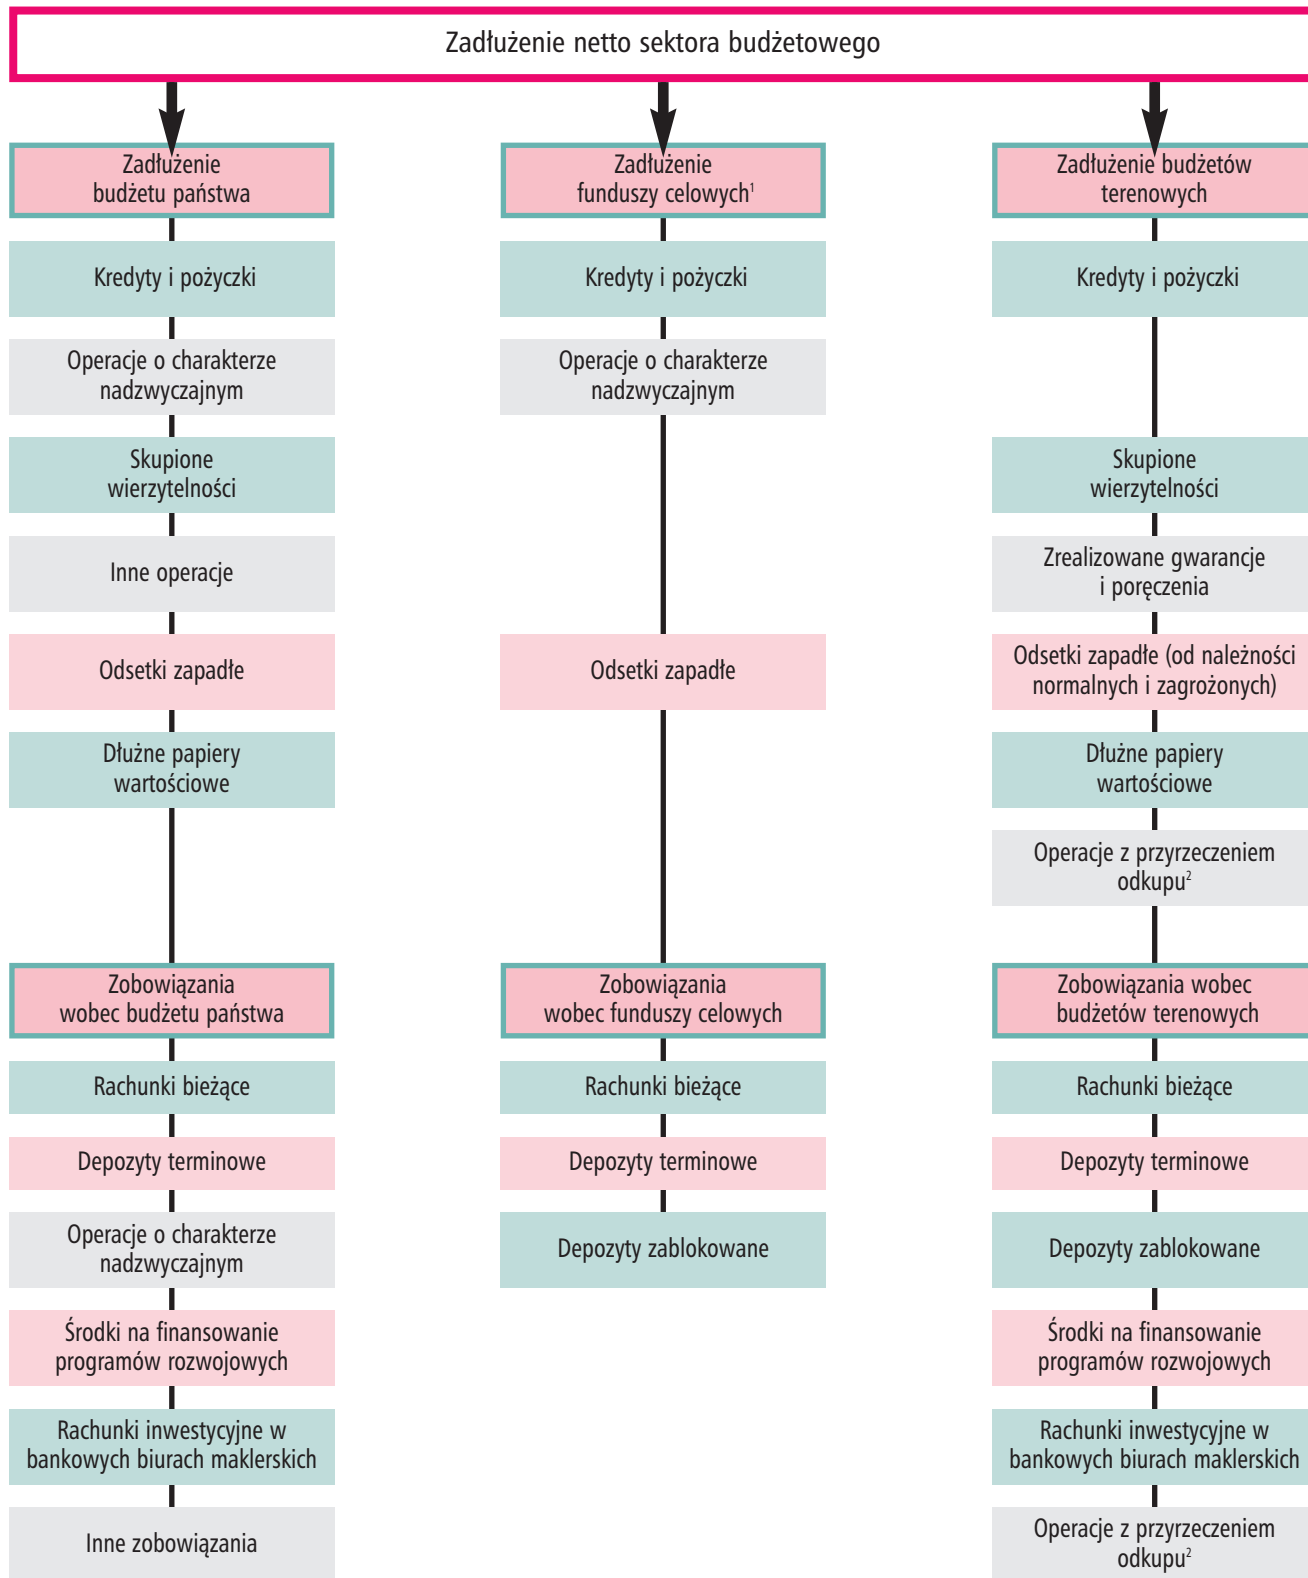 Zadłużenie netto sektora budżetowego
Zadłużenie
budżetu państwa
Kredyty i pożyczki
Operacje o charakterze
nadzwyczajnym
Skupione
wierzytelności
Inne operacje
Odsetki zapadłe
Dłużne papiery
wartościowe
Zobowiązania
wobec budżetu państwa
Rachunki bieżące
Depozyty terminowe
Operacje o charakterze
nadzwyczajnym
Środki na finansowanie
programów rozwojowych
Rachunki inwestycyjne w
bankowych biurach maklerskich
Inne zobowiązania
Zadłużenie
funduszy celowych¹
Kredyty i pożyczki
Operacje o charakterze
nadzwyczajnym
Odsetki zapadłe
Zobowiązania
wobec funduszy celowych
Rachunki bieżące
Depozyty terminowe
Depozyty zablokowane
Zadłużenie budżetów
terenowych
Kredyty i pożyczki
Skupione
wierzytelności
Zrealizowane gwarancje
i poręczenia
Odsetki zapadłe (od należności
normalnych i zagrożonych)
Dłużne papiery
wartościowe
Operacje z przyrzeczeniem
odkupu²
Zobowiązania wobec
budżetów terenowych
Rachunki bieżące
Depozyty terminowe
Depozyty zablokowane
Środki na finansowanie
programów rozwojowych
Rachunki inwestycyjne w
bankowych biurach maklerskich
Operacje z przyrzeczeniem
odkupu²